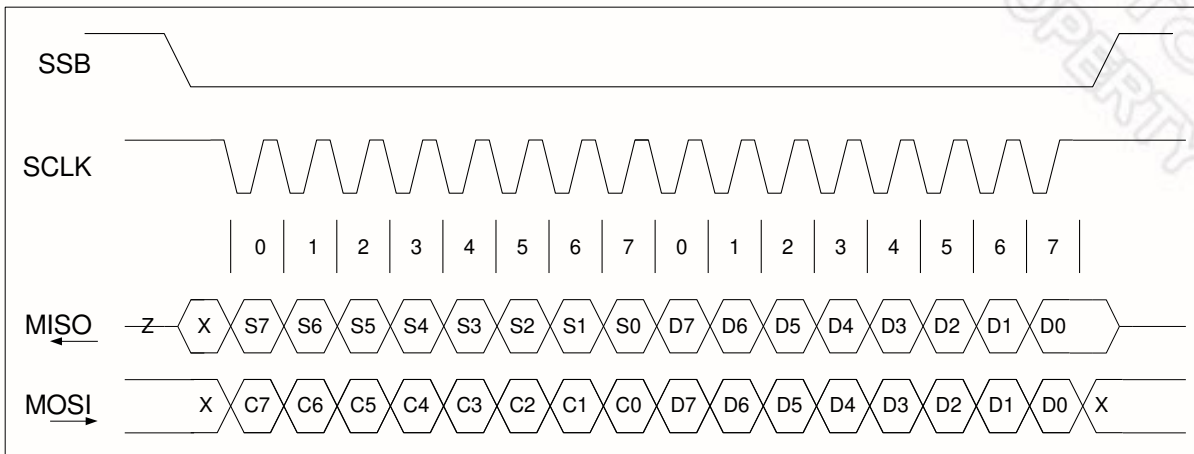 SSB
SCLK
0 1 2 3 4 5 6 7 0 1 2 3 4 5 6 7
MISO Z X S7 S6 S5 S4 S3 S2 S1 S0 D7 D6 D5 D4 D3 D2 D1 D0
MOSI X C7 C6 C5 C4 C3 C2 C1 C0 D7 D6 D5 D4 D3 D2 D1 D0 X